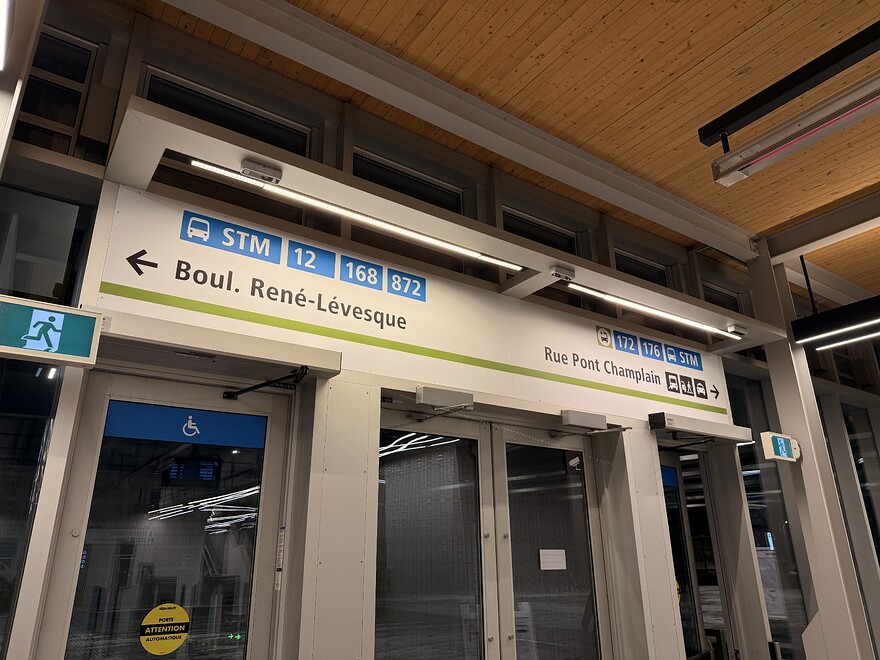 STM 12 168 872
Boul. René-Lévesque
172 176 STM
Rue Pont Champlain
PORTE
ATTENTION
AUTOMATIQUE